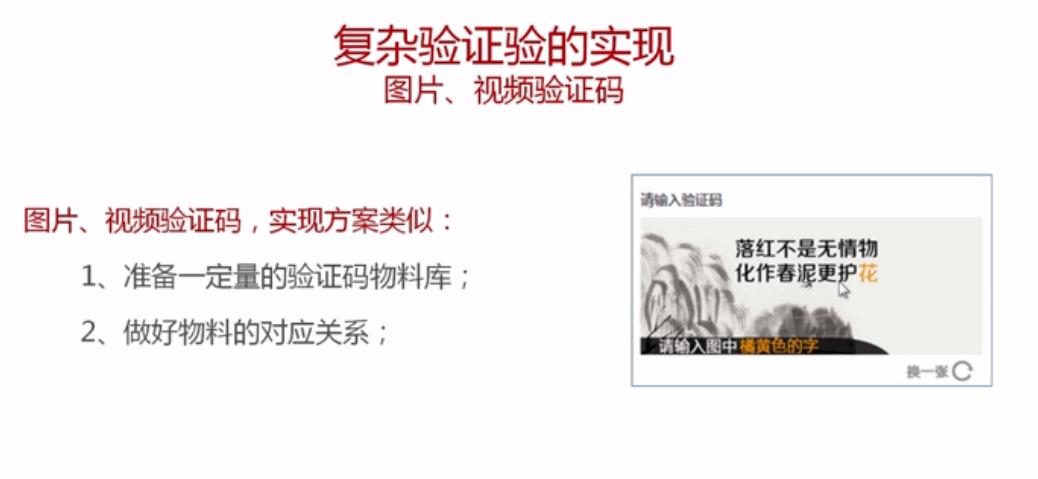 复杂验证验的实现
图片、视频验证码
图片、视频验证码，实现方案类似：
1、准备一定量的验证码物料库；
2、做好物料的对应关系；
请输入验证码
落红不是无情物
化作春泥更护花
请输入图中橘黄色的字
换一张